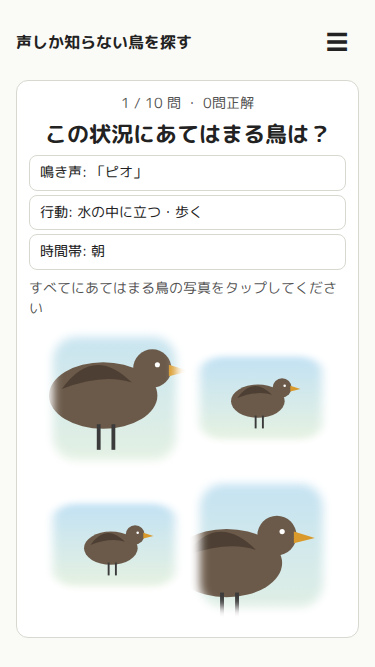 声しか知らない鳥を探す
1 / 10 問 · 0問正解
この状況にあてはまる鳥は？
鳴き声: 「ピオ」
行動: 水の中に立つ · 歩く
時間帯: 朝
すべてにあてはまる鳥の写真をタップしてくださ
い